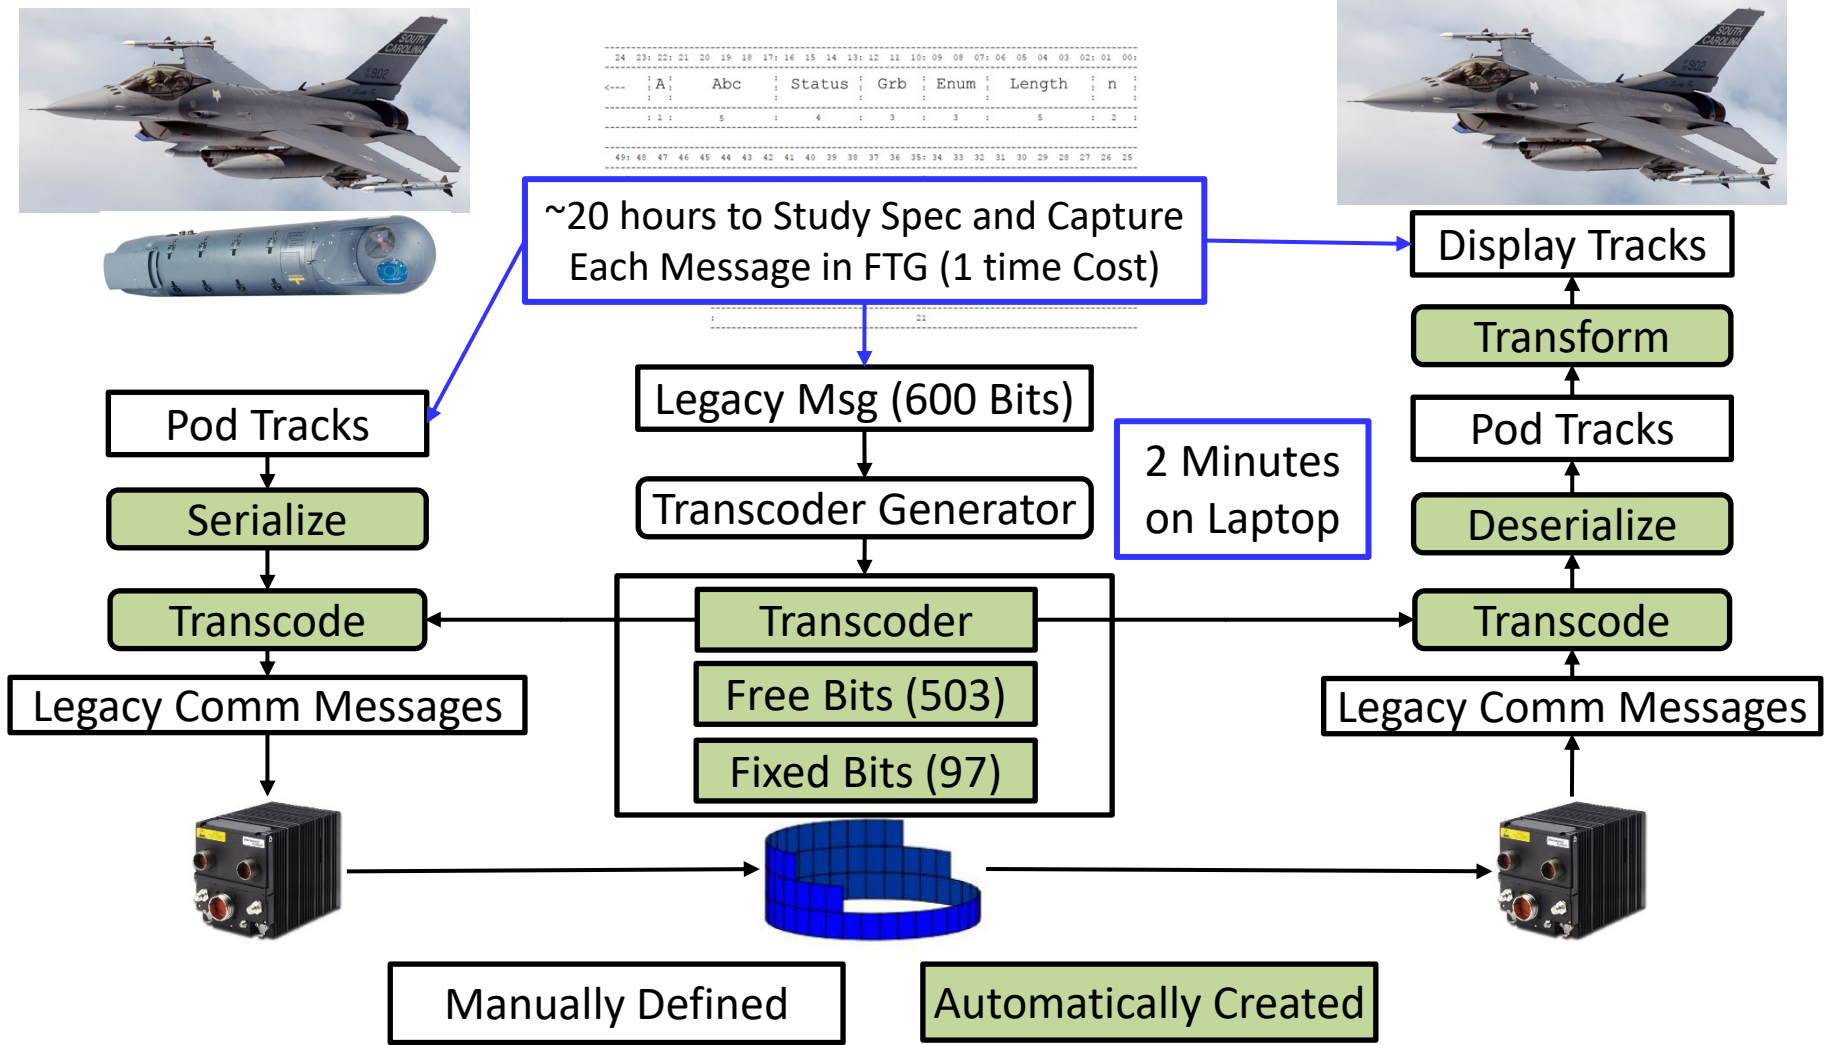 SOUTH
CAROLINA
902
24 23: 22: 21 20 19 18 17: 16 15 14 13: 12 11 10: 09 08 07: 06 05 04 03 02: 01 00:
<--- : A: Abc : Status : Grb : Enum : Length : n :
: 1 : 5 : 4 : 3 : 3 : 5 : 2 :
49: 48 47 46 45 44 43 42 41 40 39 38 37 36 35: 34 33 32 31 30 29 28 27 26 25
: 21
SOUTH
CAROLINA
902
~20 hours to Study Spec and Capture
Each Message in FTG (1 time Cost)
Pod Tracks
Serialize
Transcode
Legacy Comm Messages
Legacy Msg (600 Bits)
Transcoder Generator
Transcoder
Free Bits (503)
Fixed Bits (97)
2 Minutes
on Laptop
Display Tracks
Transform
Pod Tracks
Deserialize
Transcode
Legacy Comm Messages
Manually Defined
Automatically Created